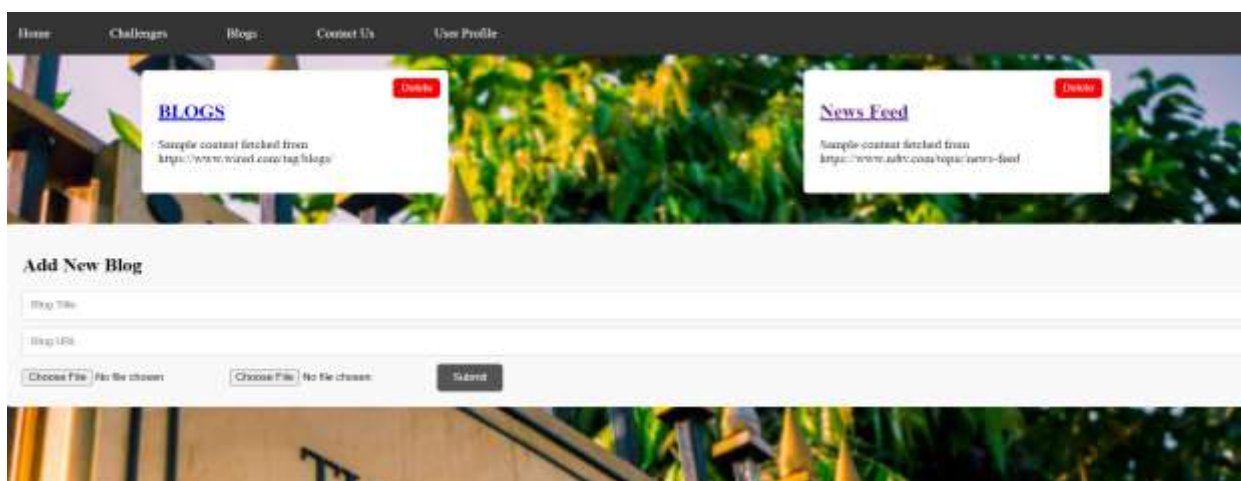 Home Challenges Blogs Contact Us User Profile
Delete
BLOGS
Sample content fetched from
https://www.wired.com/tag/blogs/
Delete
News Feed
Sample content fetched from
https://www.ndtv.com/topic/news-feed
Add New Blog
Blog Title
Blog URL
Choose File No file chosen Choose File No file chosen Submit